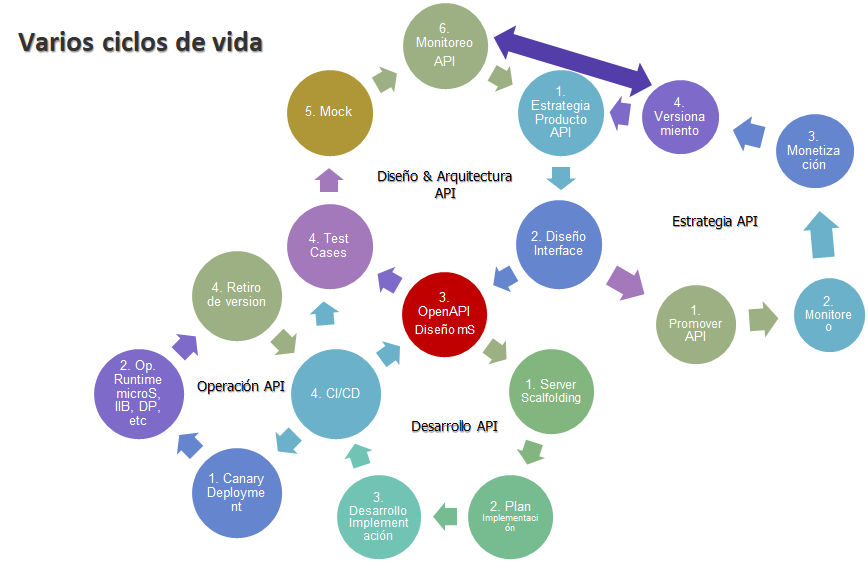 Varios ciclos de vida
6.
Monitoreo
API
1.
Estrategia
Producto
API
4.
Versiona
miento
3.
Monetiza
ción
5. Mock
Diseño & Arquitectura
API
Estrategia API
2. Diseño
Interface
4. Test
Cases
4. Retiro
de version
3.
OpenAPI
Diseño mS
1.
Promover
API
2.
Monitore
o
2. Op.
Runtime
microS,
IIB, DP,
etc
Operación API
4. CI/CD
1. Server
Scalfolding
Desarrollo API
1. Canary
Deployme
nt
3.
Desarrollo
Implement
ación
2. Plan
Implementaci
ón